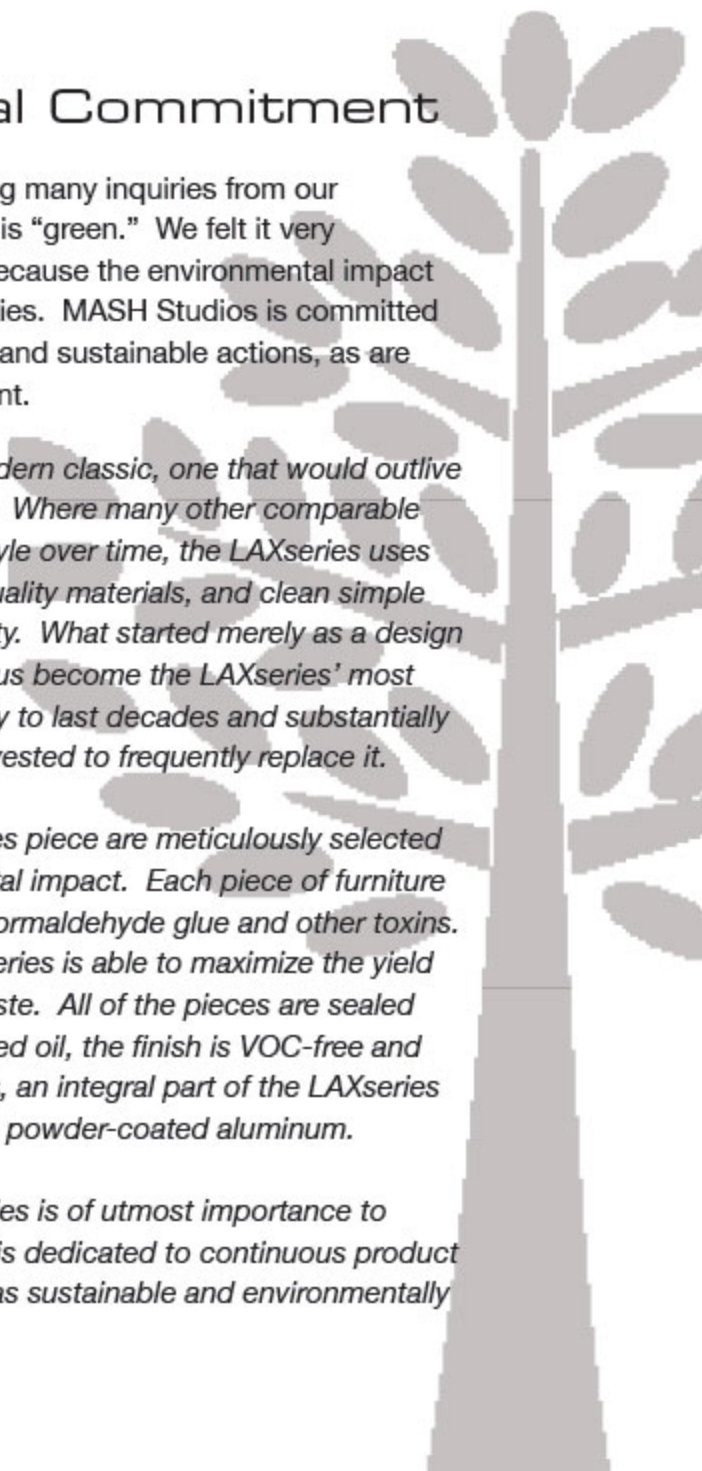 al Commitment
g many inquiries from our
is “green.”  We felt it very
ecause the environmental impact
ies.  MASH Studios is committed
and sustainable actions, as are
nt.
dern classic, one that would outlive
Where many other comparable
yle over time, the LAXseries uses
uality materials, and clean simple
ty.  What started merely as a design
us become the LAXseries’ most
y to last decades and substantially
vested to frequently replace it.
es piece are meticulously selected
al impact.  Each piece of furniture
ormaldehyde glue and other toxins.
eries is able to maximize the yield
ste.  All of the pieces are sealed
ed oil, the finish is VOC-free and
, an integral part of the LAXseries
powder-coated aluminum.
les is of utmost importance to
is dedicated to continuous product
as sustainable and environmentally